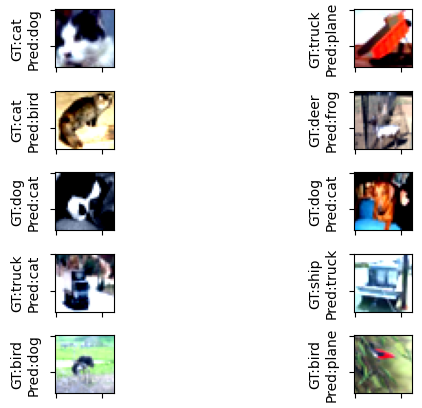 GT:cat
Pred:dog
GT:truck
Pred:plane
GT:cat
Pred:bird
GT:deer
Pred:frog
GT:dog
Pred:cat
GT:dog
Pred:cat
GT:truck
Pred:cat
GT:ship
Pred:truck
GT:bird
Pred:dog
GT:bird
Pred:plane